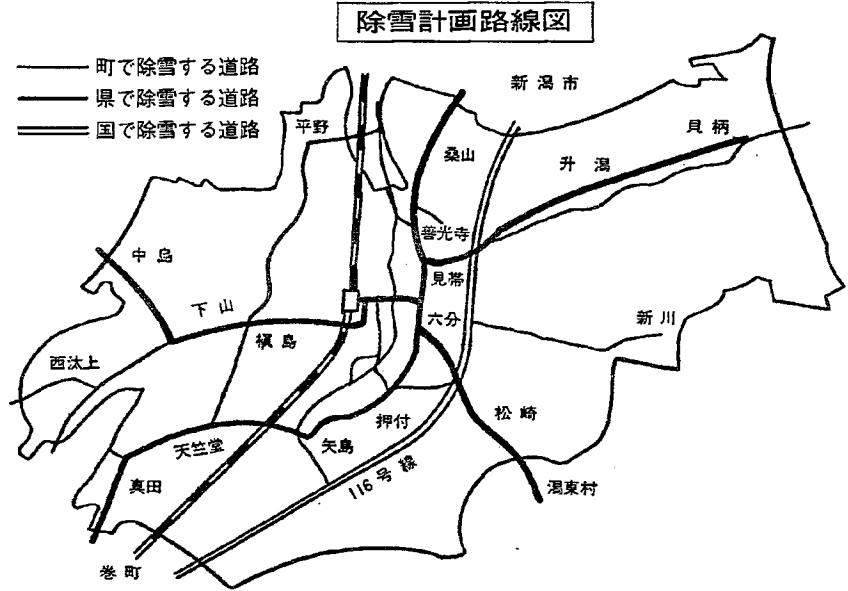 除雪計画路線図
町で除雪する道路
県で除雪する道路
国で除雪する道路
新潟市
平野
桑山
升潟
貝柄
善光寺
中島
見帯
下山
六分
新川
槇島
西汰上
押付
松崎
天竺堂
矢島
116号線
真田
潟東村
巻町